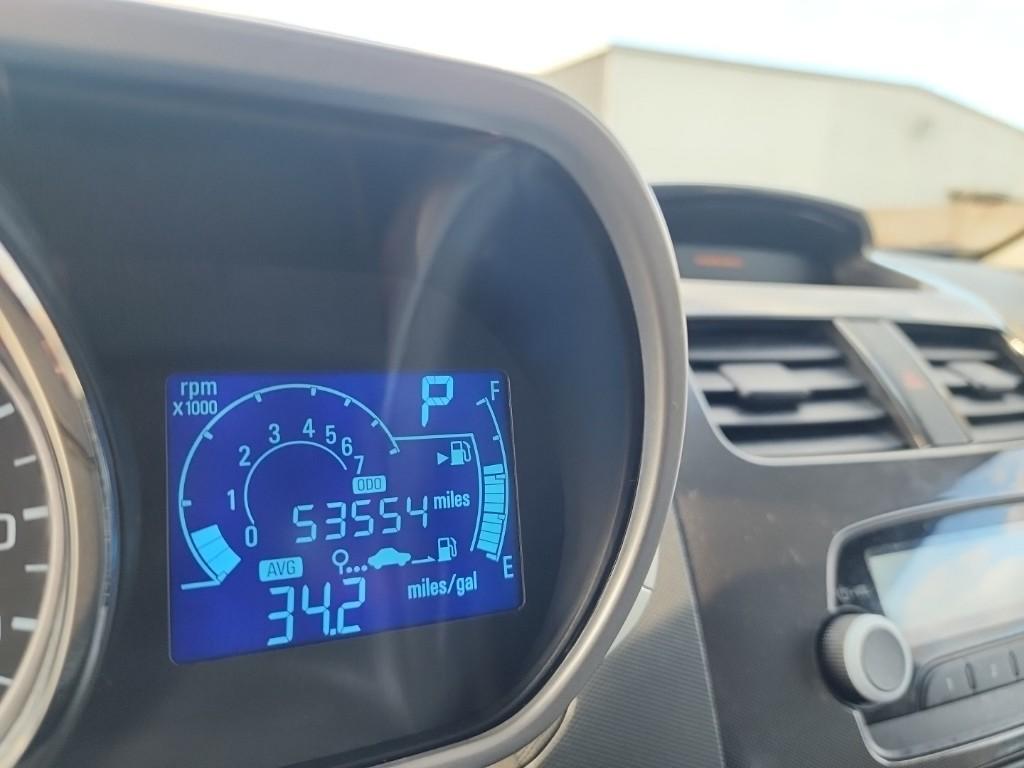 rpm
X1000
P
F
0 1 2 3 4 5 6 7
ODO
53554 miles
AVG
E
34.2 miles/gal